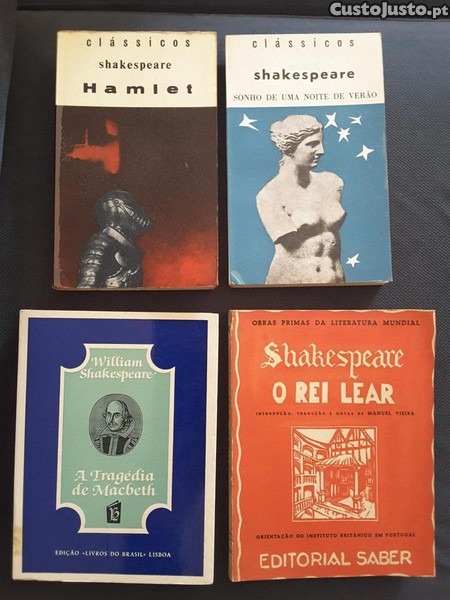 CustoJusto.pt
clássicos
shakespeare
Hamlet
clássicos
shakespeare
SONHO DE UMA NOITE DE VERÃO
William
Shakespeare
A Tragédia
de Macbeth
EDIÇÃO «LIVROS DO BRASIL» LISBOA
OBRAS PRIMAS DA LITERATURA MUNDIAL
Shakespeare
O REI LEAR
INTRODUÇÃO, TRADUÇÃO E NOTAS DE MANUEL VIEIRA
ORIENTAÇÃO DO INSTITUTO BRITÂNICO EM PORTUGAL
EDITORIAL SABER